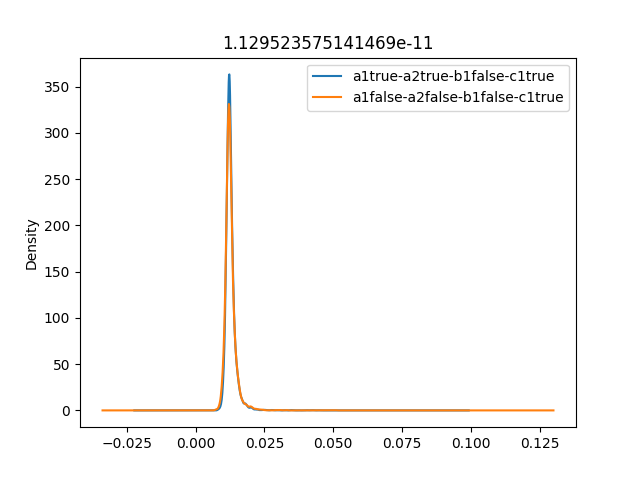 1.129523575141469e-11
a1true-a2true-b1false-c1true
a1false-a2false-b1false-c1true
Density
350
300
250
200
150
100
50
0
−0.025 0.000 0.025 0.050 0.075 0.100 0.125